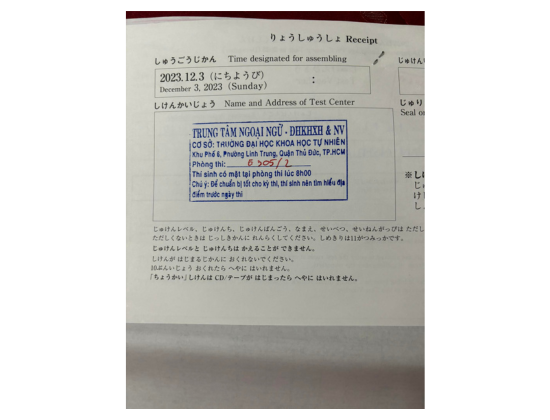 りょうしゅうしょ Receipt
しゅうごうじかん Time designated for assembling
じゅけん
2023.12.3 (にちようび) :
December 3, 2023 (Sunday)
しけんかいじょう Name and Address of Test Center
じゅり
Seal ou
TRUNG TÂM NGOẠI NGỮ - ĐHKHXH & NV
CƠ SỞ: TRƯỜNG ĐẠI HỌC KHOA HỌC TỰ NHIÊN
Khu Phố 6, Phường Linh Trung, Quận Thủ Đức, TP.HCM
Phòng thi:
Thí sinh có mặt tại phòng thi lúc 8H00
Chú ý: Để chuẩn bị tốt cho kỳ thi, thí sinh nên tìm hiểu địa
điểm trước ngày thi
※し
じゅ
け
し
じゅけんレベル、じゅけんち、じゅけんばんごう、なまえ、せいべつ、せいねんがっぴは ただし
ただしくないときは じっしきかんに れんらくしてください。しめきりは11がつみっかです。
じゅけんレベルと じゅけんちは かえることが できません。
しけんが はじまるじかんに おくれないでください。
おくれたら へやに はいれません。
「ちょうかい」しけんは CD/テープが はじまったら へやに はいれません。